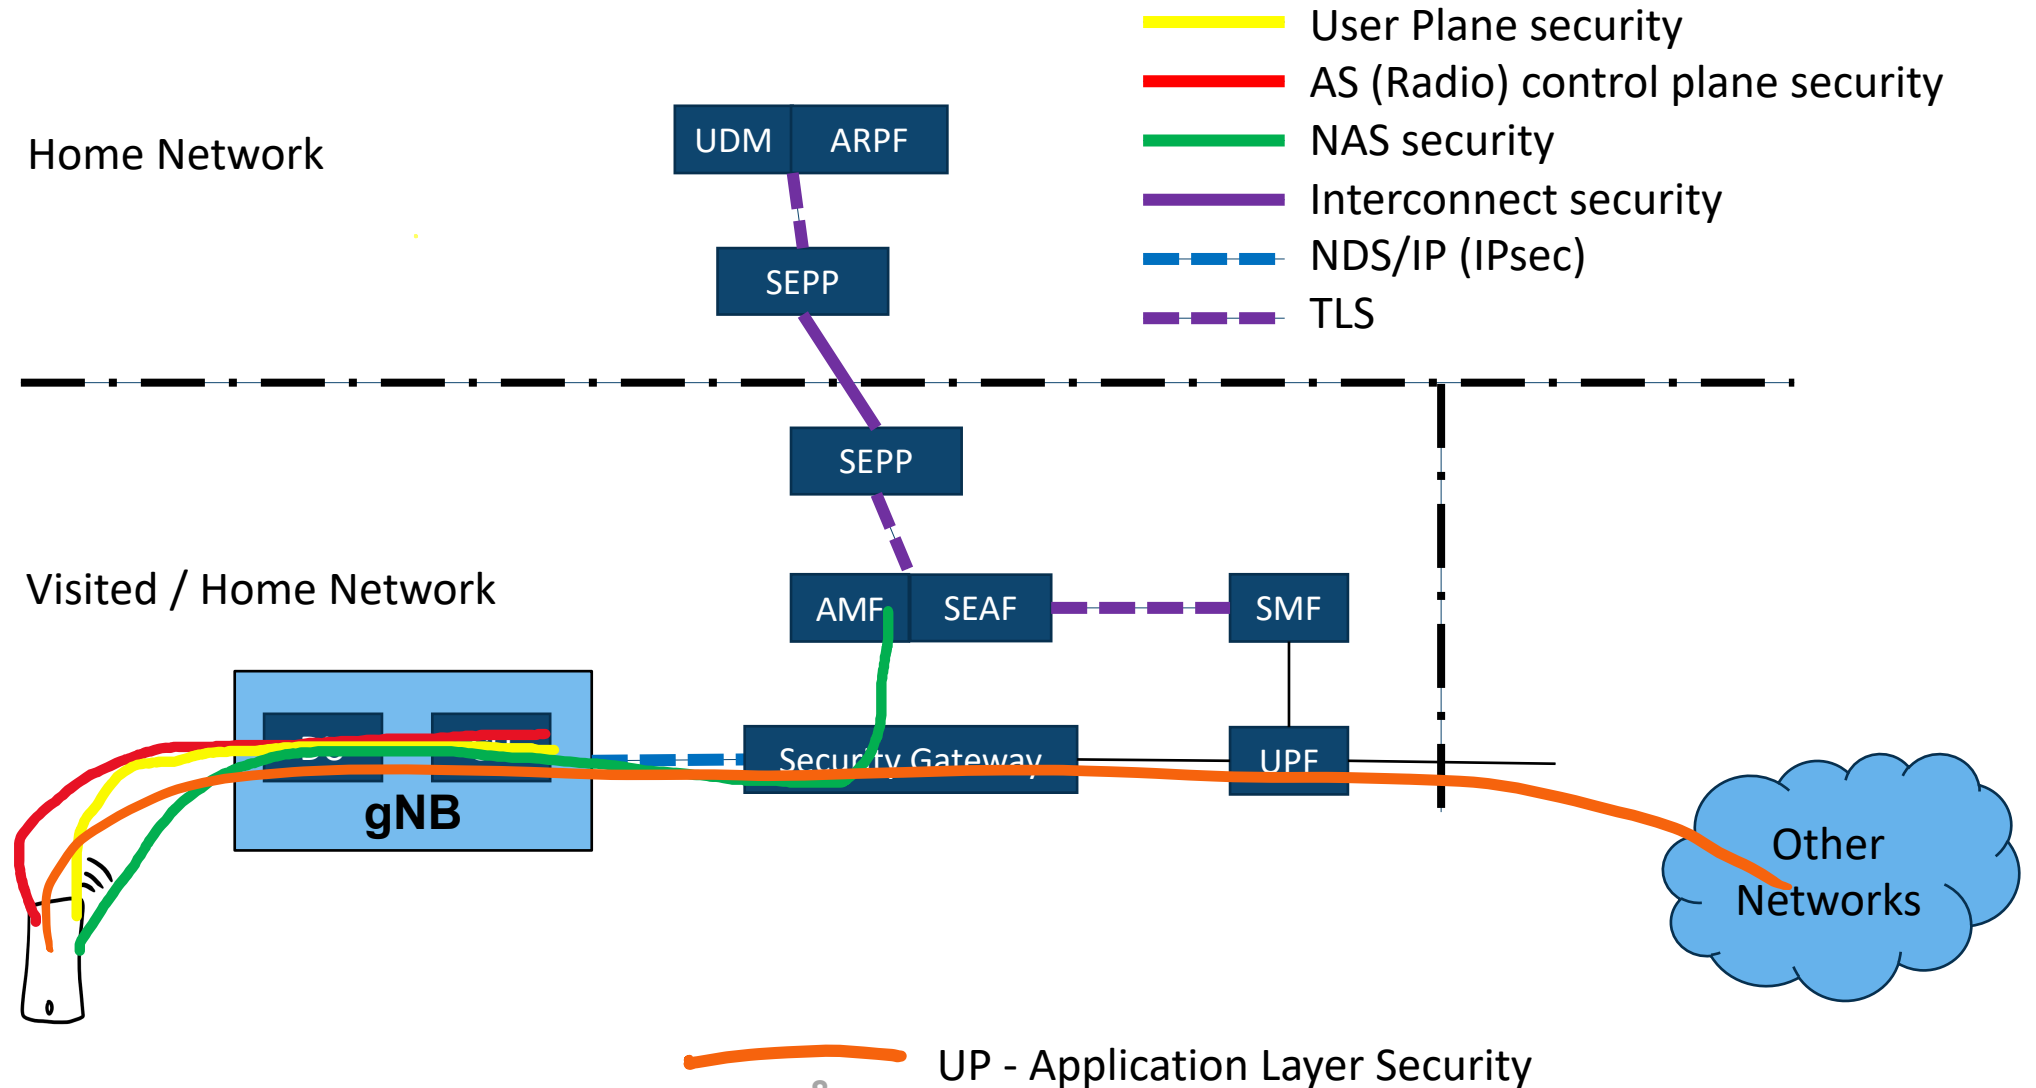 User Plane security
AS (Radio) control plane security
NAS security
Interconnect security
NDS/IP (IPsec)
TLS
Home Network
UDM
ARPF
SEPP
SEPP
Visited / Home Network
AMF
SEAF
SMF
Security Gateway
UPF
gNB
Other
Networks
UP - Application Layer Security